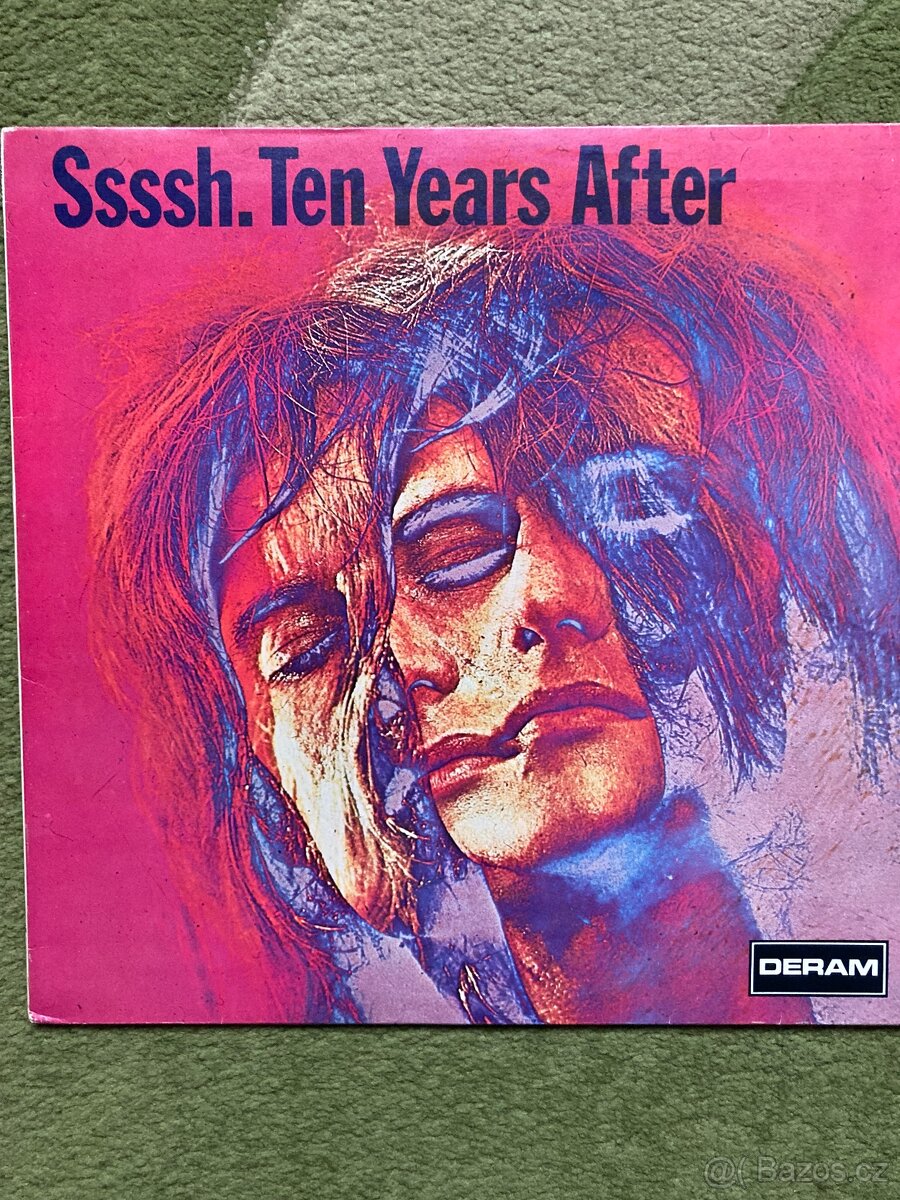 Ssssh. Ten Years After
DERAM
@( Bazos.cz